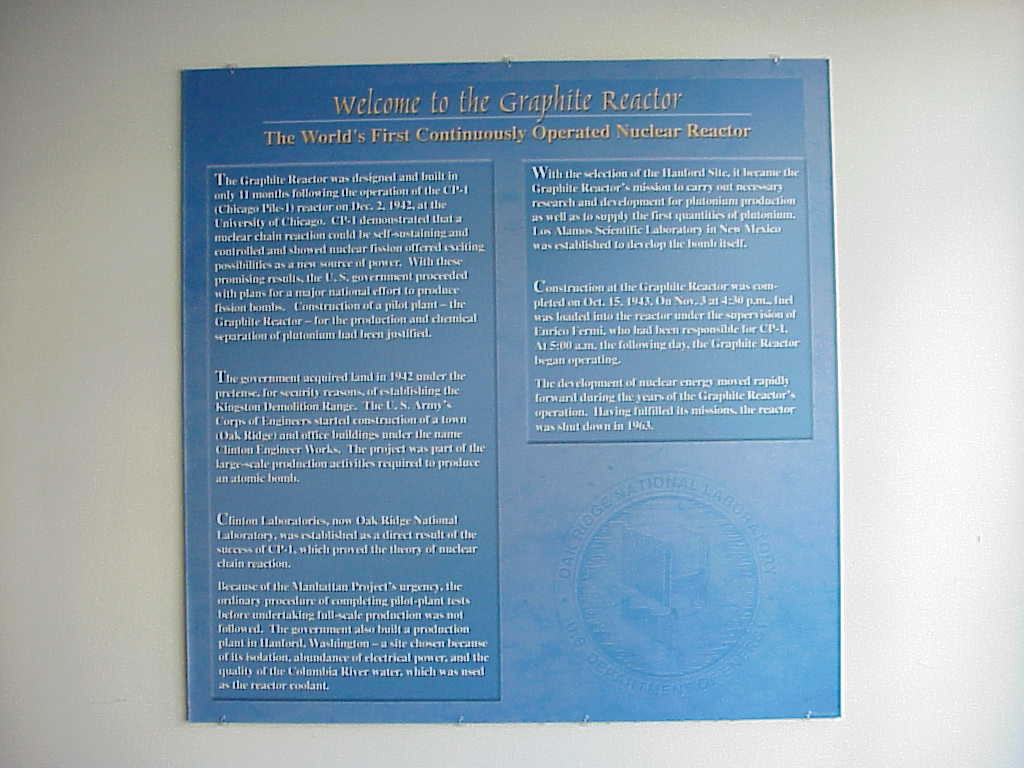 Welcome to the Graphite Reactor
The World's First Continuously Operated Nuclear Reactor
The Graphite Reactor was designed and built in
only 11 months following the operation of the CP-1
(Chicago Pile-1) reactor on Dec. 2, 1942, at the
University of Chicago. CP-1 demonstrated that a
nuclear chain reaction could be self-sustaining and
controlled and showed nuclear fission offered exciting
possibilities as a new source of power. With these
promising results, the U. S. government proceeded
with plans for a major national effort to produce
fission bombs. Construction of a pilot plant – the
Graphite Reactor – for the production and chemical
separation of plutonium had been justified.
The government acquired land in 1942 under the
pretense, for security reasons, of establishing the
Kingston Demolition Range. The U. S. Army's
Corps of Engineers started construction of a town
(Oak Ridge) and office buildings under the name
Clinton Engineer Works. The project was part of the
large-scale production activities required to produce
an atomic bomb.
Clinton Laboratories, now Oak Ridge National
Laboratory, was established as a direct result of the
success of CP-1, which proved the theory of nuclear
chain reaction.
Because of the Manhattan Project's urgency, the
ordinary procedure of completing pilot-plant tests
before undertaking full-scale production was not
followed. The government also built a production
plant in Hanford, Washington – a site chosen because
of its isolation, abundance of electrical power, and the
quality of the Columbia River water, which was used
as the reactor coolant.
With the selection of the Hanford Site, it became the
Graphite Reactor's mission to carry out necessary
research and development for plutonium production
as well as to supply the first quantities of plutonium.
Los Alamos Scientific Laboratory in New Mexico
was established to develop the bomb itself.
Construction at the Graphite Reactor was com-
pleted on Oct. 15, 1943. On Nov. 3 at 4:30 p.m., fuel
was loaded into the reactor under the supervision of
Enrico Fermi, who had been responsible for CP-1.
At 5:00 a.m. the following day, the Graphite Reactor
began operating.
The development of nuclear energy moved rapidly
forward during the years of the Graphite Reactor's
operation. Having fulfilled its missions, the reactor
was shut down in 1963.
OAK RIDGE NATIONAL LABORATORY
DEPARTMENT OF